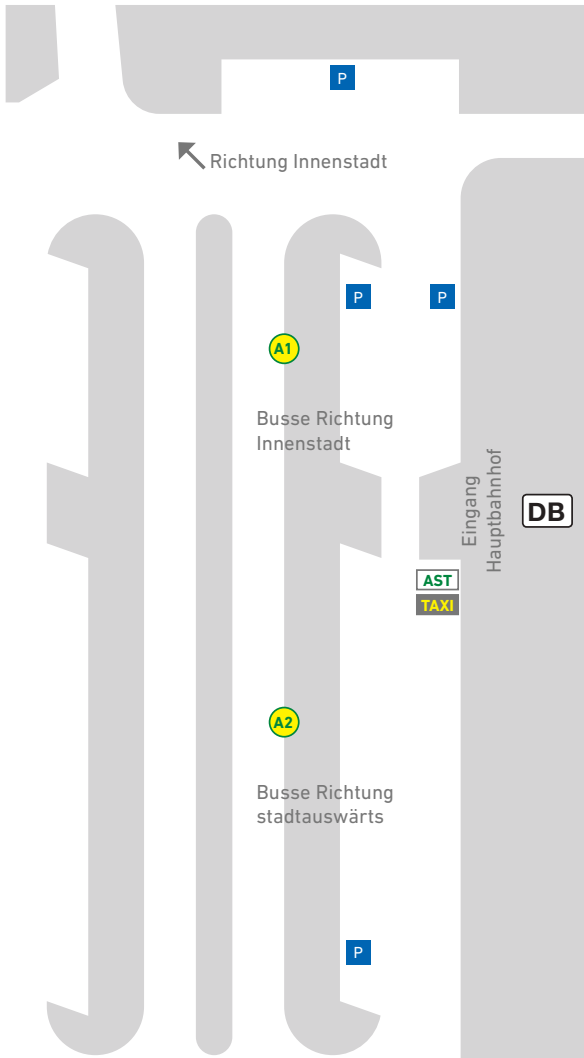 P
Richtung Innenstadt
P
P
A1
Busse Richtung
Innenstadt
Eingang
Hauptbahnhof
DB
AST
TAXI
A2
Busse Richtung
stadtauswärts
P